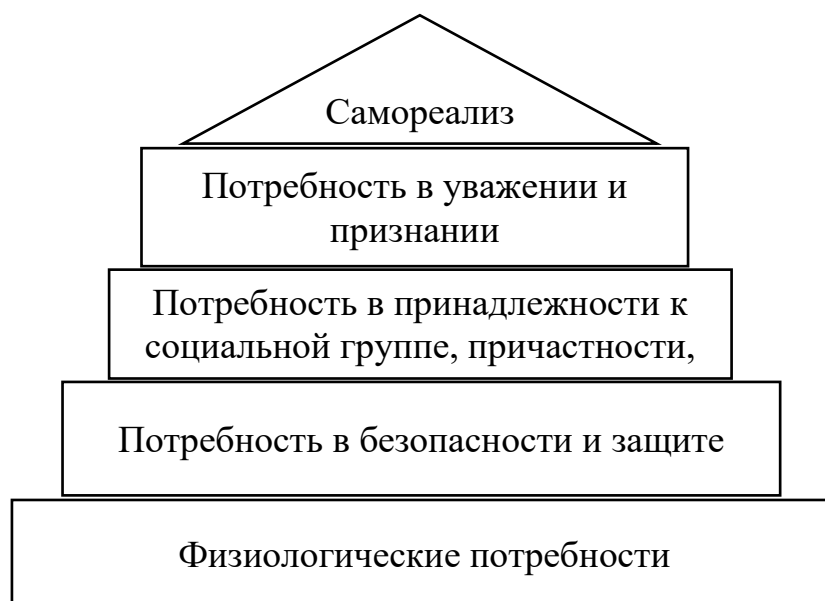 Самореализ
Потребность в уважении и
признании
Потребность в принадлежности к
социальной группе, причастности,
Потребность в безопасности и защите
Физиологические потребности